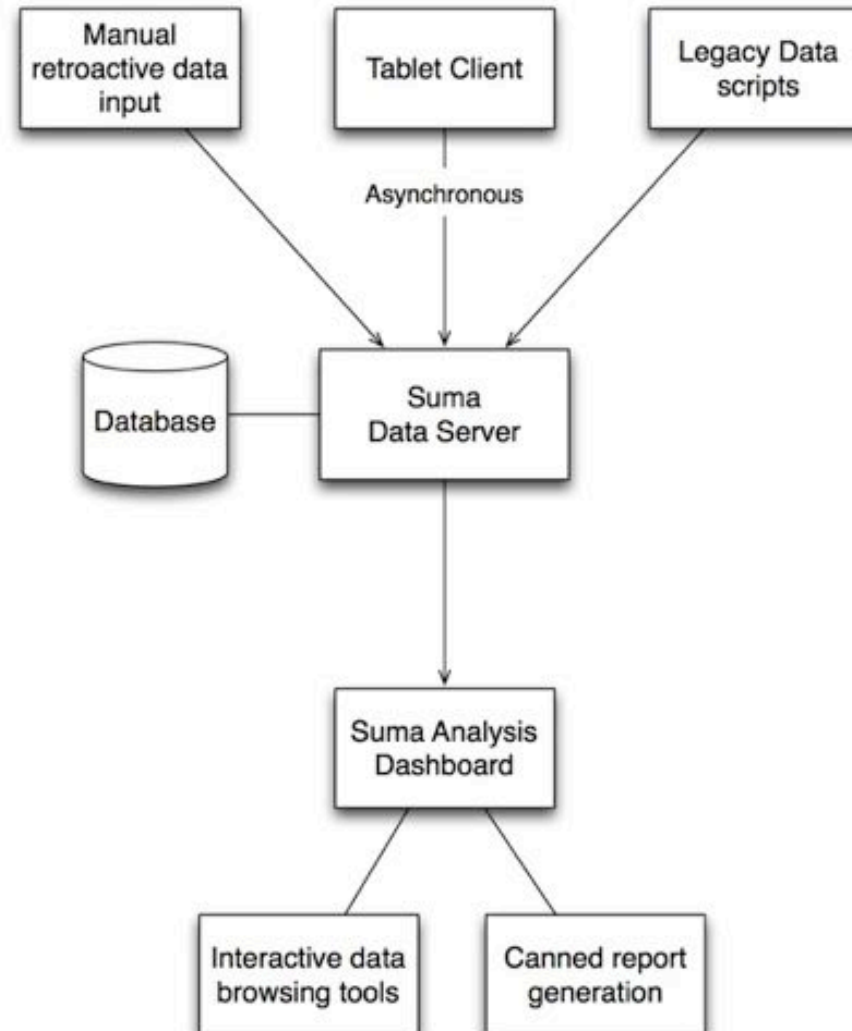 Manual
retroactive data
input
Tablet Client
Legacy Data
scripts
Asynchronous
Database
Suma
Data Server
Suma Analysis
Dashboard
Interactive data
browsing tools
Canned report
generation